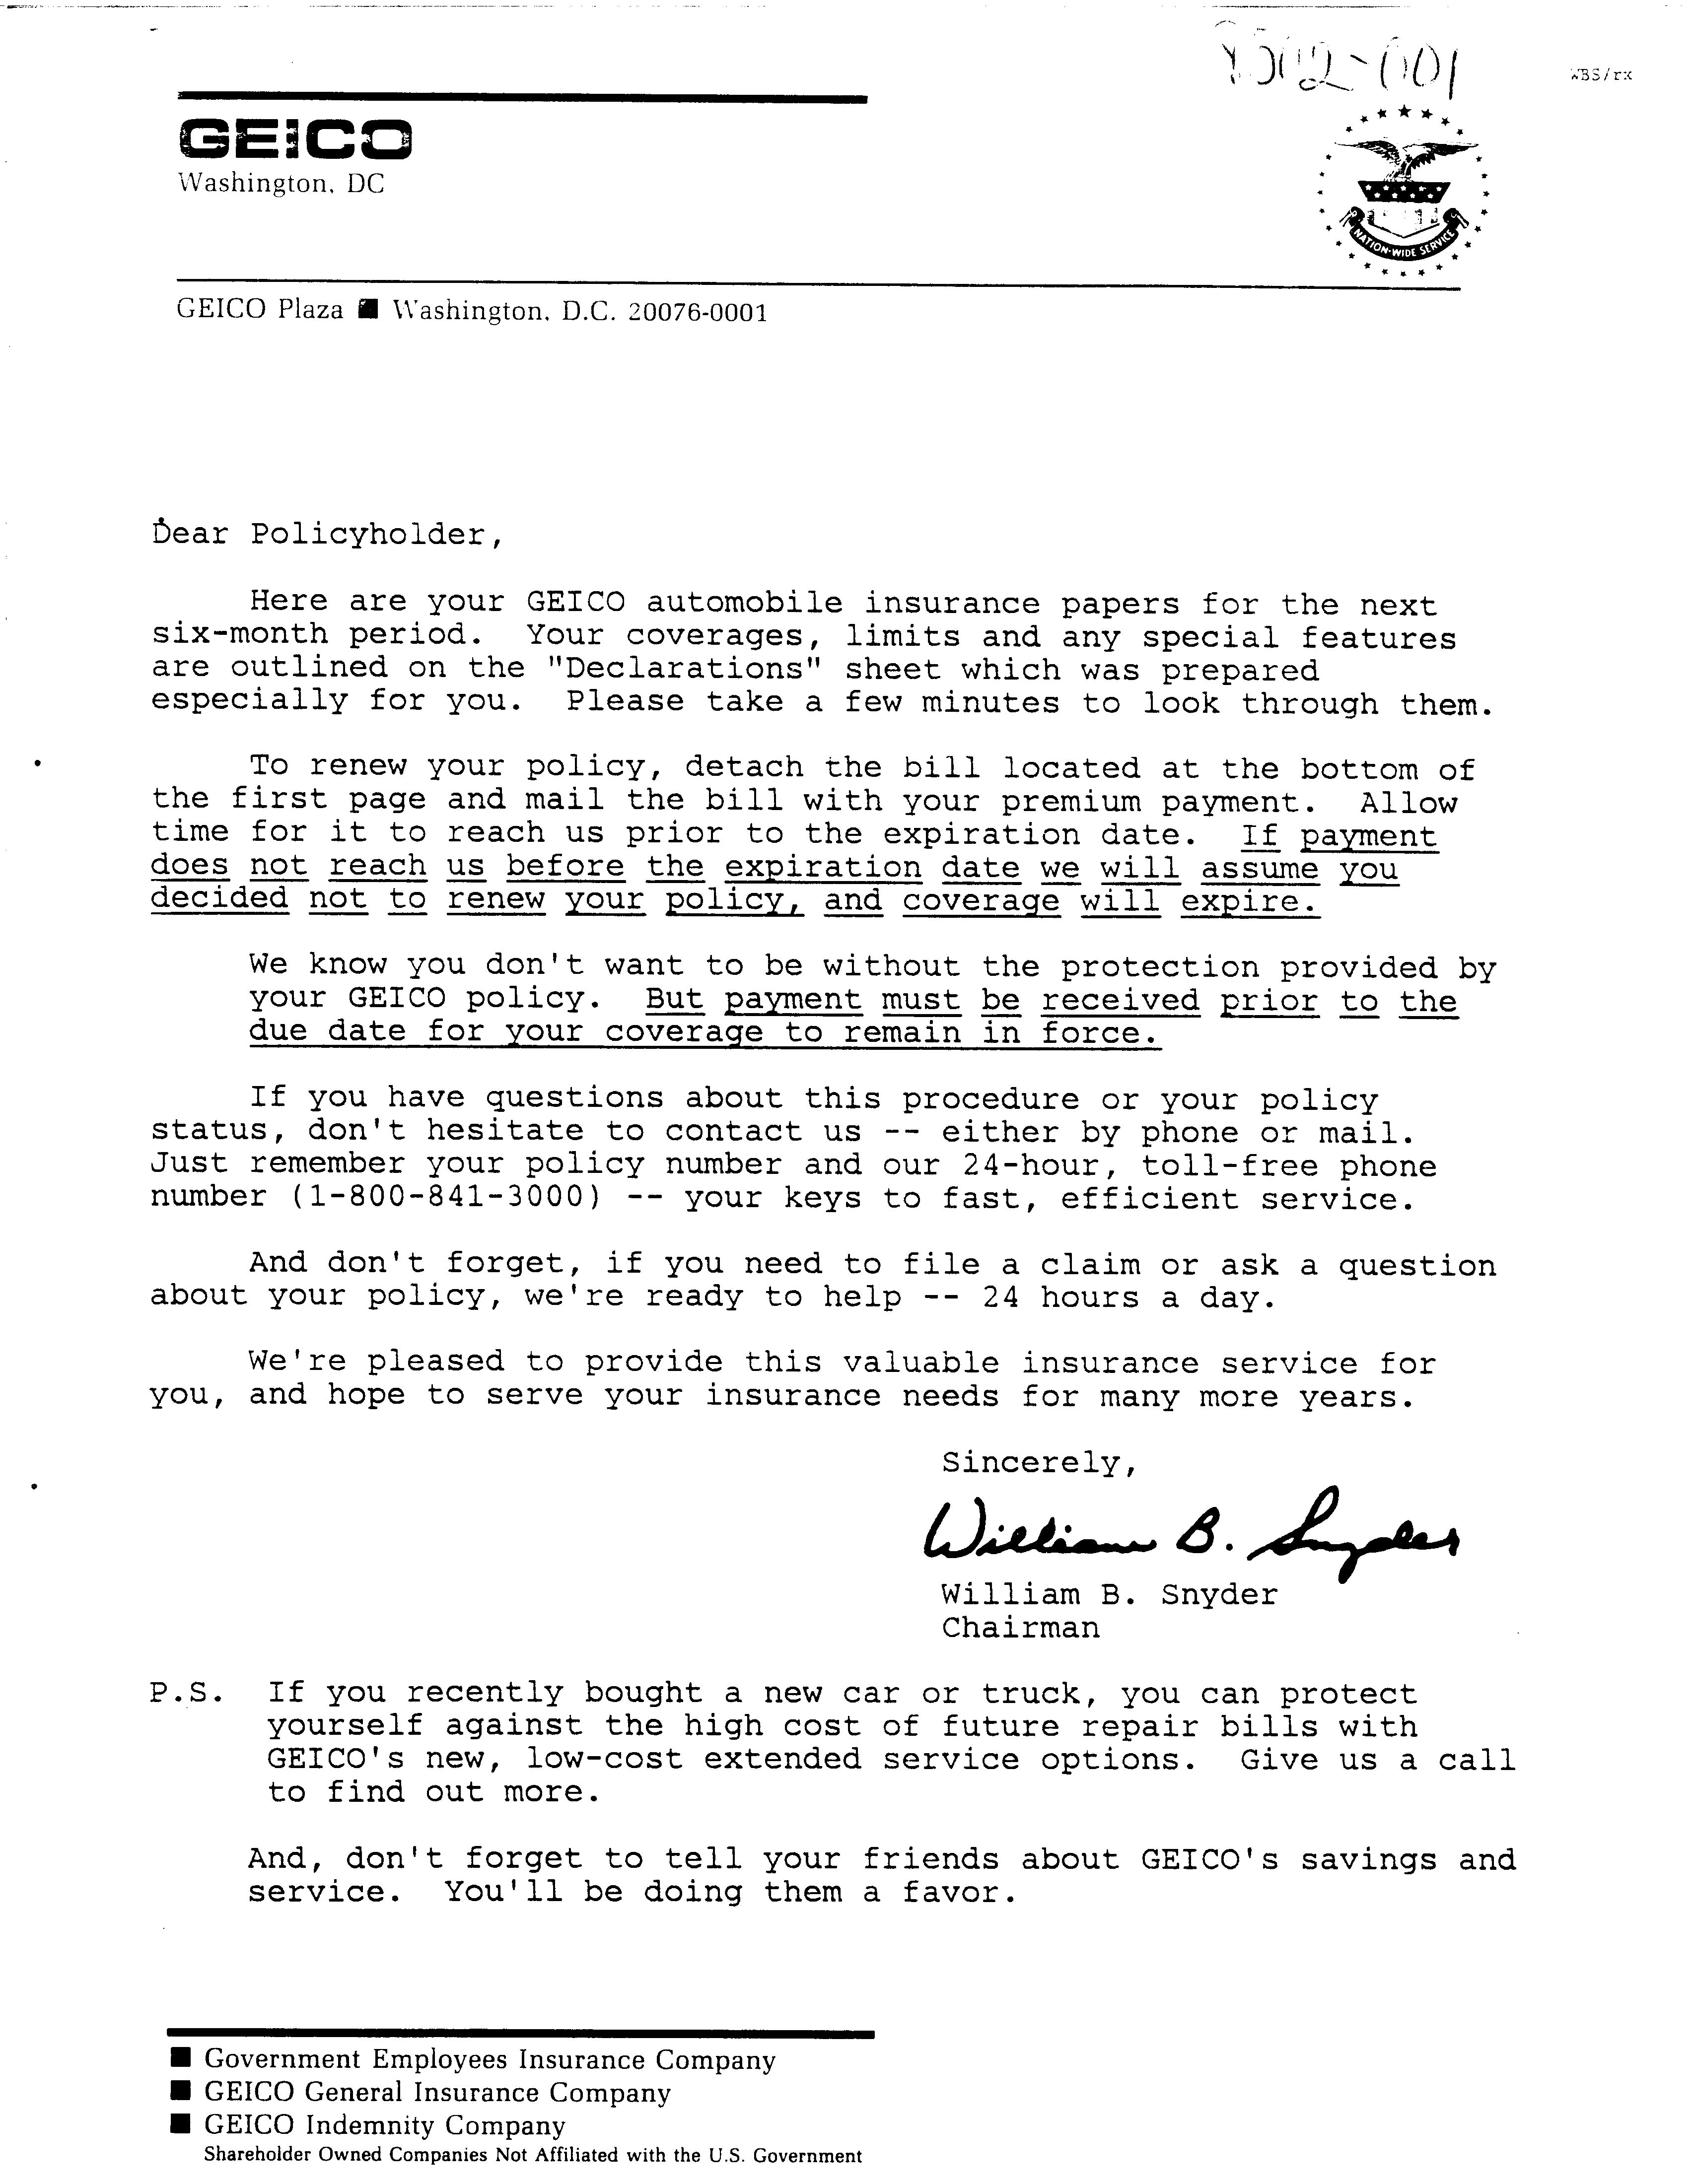 WBS/rx
GEICO
Washington, DC
NATION-WIDE SERVICE
GEICO Plaza ■ Washington, D.C. 20076-0001
Dear Policyholder,
Here are your GEICO automobile insurance papers for the next
six-month period. Your coverages, limits and any special features
are outlined on the "Declarations" sheet which was prepared
especially for you. Please take a few minutes to look through them.
To renew your policy, detach the bill located at the bottom of
the first page and mail the bill with your premium payment. Allow
time for it to reach us prior to the expiration date. If payment
does not reach us before the expiration date we will assume you
decided not to renew your policy, and coverage will expire.
We know you don't want to be without the protection provided by
your GEICO policy. But payment must be received prior to the
due date for your coverage to remain in force.
If you have questions about this procedure or your policy
status, don't hesitate to contact us -- either by phone or mail.
Just remember your policy number and our 24-hour, toll-free phone
number (1-800-841-3000) -- your keys to fast, efficient service.
And don't forget, if you need to file a claim or ask a question
about your policy, we're ready to help -- 24 hours a day.
We're pleased to provide this valuable insurance service for
you, and hope to serve your insurance needs for many more years.
Sincerely,
William B. Snyder
William B. Snyder
Chairman
P.S. If you recently bought a new car or truck, you can protect
yourself against the high cost of future repair bills with
GEICO's new, low-cost extended service options. Give us a call
to find out more.
And, don't forget to tell your friends about GEICO's savings and
service. You'll be doing them a favor.
■ Government Employees Insurance Company
■ GEICO General Insurance Company
■ GEICO Indemnity Company
Shareholder Owned Companies Not Affiliated with the U.S. Government